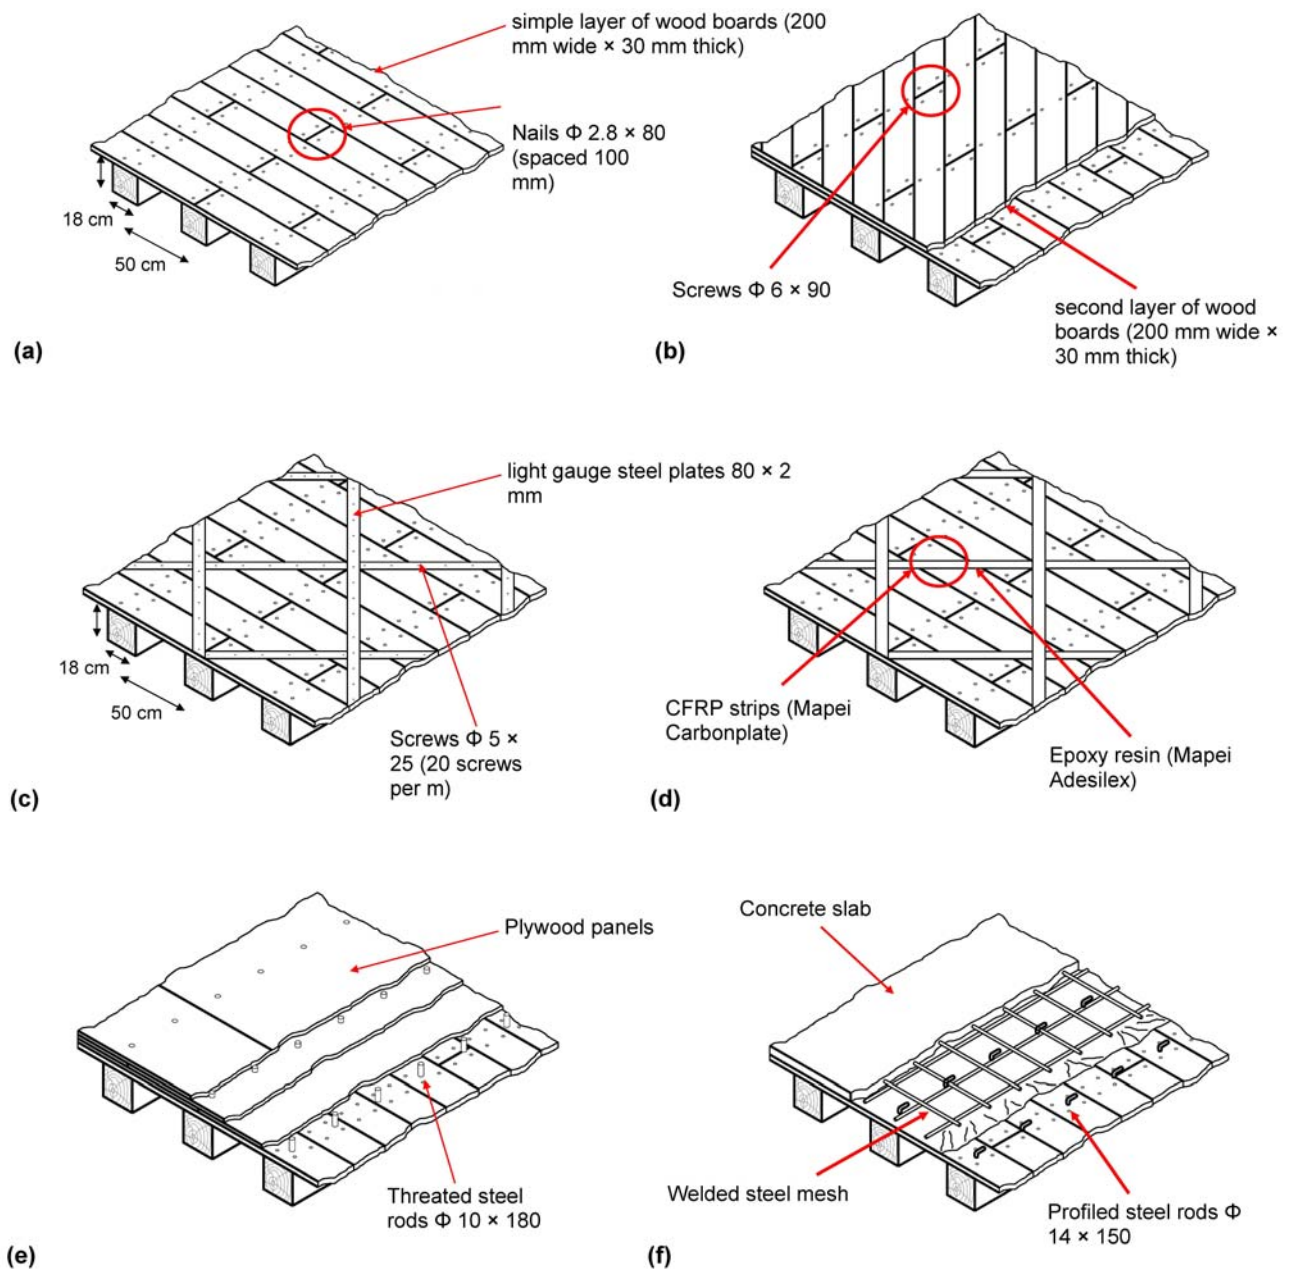 simple layer of wood boards (200
mm wide × 30 mm thick)
Nails Φ 2.8 × 80
(spaced 100
mm)
18 cm
50 cm
(a)
Screws Φ 6 × 90
second layer of wood
boards (200 mm wide ×
30 mm thick)
(b)
light gauge steel plates 80 × 2
mm
18 cm
50 cm
Screws Φ 5 ×
25 (20 screws
per m)
(c)
CFRP strips (Mapei
Carbonplate)
Epoxy resin (Mapei
Adesilex)
(d)
Plywood panels
Threated steel
rods Φ 10 × 180
(e)
Concrete slab
Welded steel mesh
Profiled steel rods Φ
14 × 150
(f)